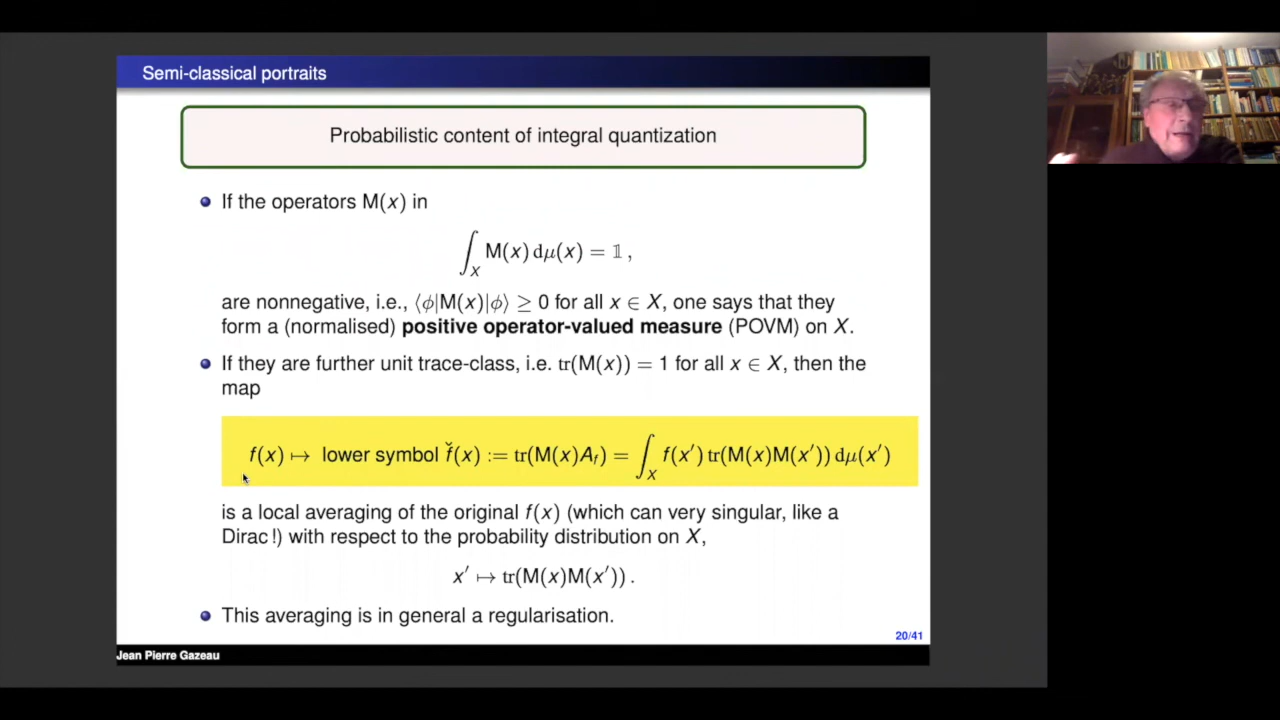 Semi-classical portraits
Probabilistic content of integral quantization
If the operators M(x) in
∫_X M(x) dμ(x) = 𝟙 ,
are nonnegative, i.e., ⟨ϕ|M(x)|ϕ⟩ ≥ 0 for all x ∈ X, one says that they
form a (normalised) positive operator-valued measure (POVM) on X.
If they are further unit trace-class, i.e. tr(M(x)) = 1 for all x ∈ X, then the
map
f(x) ↦ lower symbol f̌(x) := tr(M(x)A_f) = ∫_X f(x′) tr(M(x)M(x′)) dμ(x′)
is a local averaging of the original f(x) (which can very singular, like a
Dirac !) with respect to the probability distribution on X,
x′ ↦ tr(M(x)M(x′)) .
This averaging is in general a regularisation.
20/41
Jean Pierre Gazeau